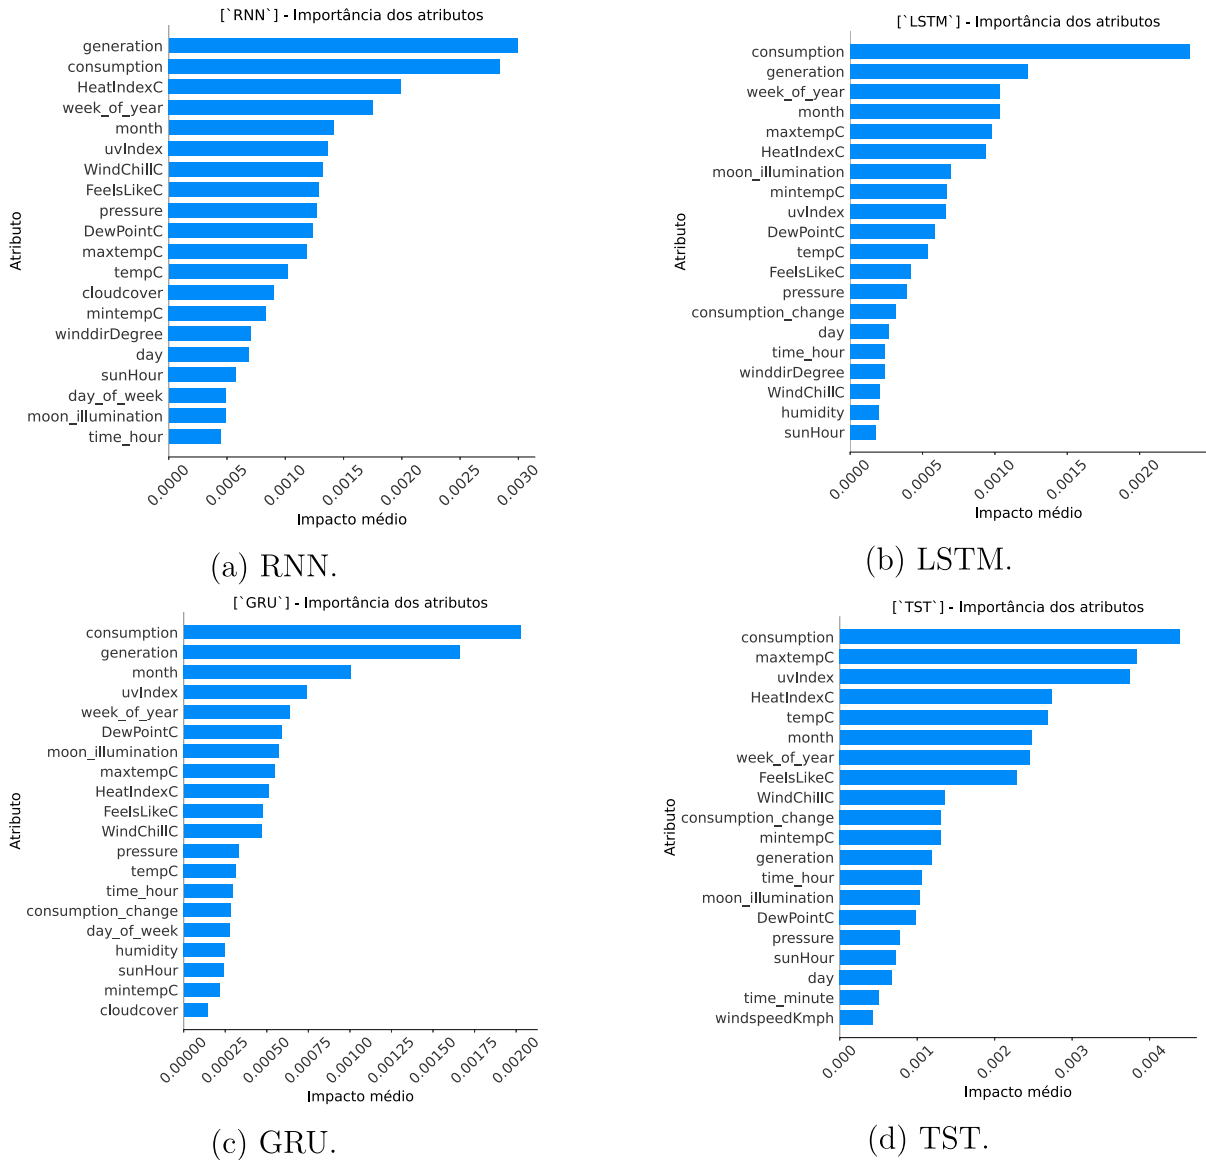 [`RNN`] - Importância dos atributos
generation
consumption
HeatIndexC
week_of_year
month
uvIndex
WindChillC
FeelsLikeC
pressure
DewPointC
maxtempC
tempC
cloudcover
mintempC
winddirDegree
day
sunHour
day_of_week
moon_illumination
time_hour
Atributo
0.0000 0.0005 0.0010 0.0015 0.0020 0.0025 0.0030
Impacto médio
(a) RNN.
[`LSTM`] - Importância dos atributos
consumption
generation
week_of_year
month
maxtempC
HeatIndexC
moon_illumination
mintempC
uvIndex
DewPointC
tempC
FeelsLikeC
pressure
consumption_change
day
time_hour
winddirDegree
WindChillC
humidity
sunHour
Atributo
0.0000 0.0005 0.0010 0.0015 0.0020
Impacto médio
(b) LSTM.
[`GRU`] - Importância dos atributos
consumption
generation
month
uvIndex
week_of_year
DewPointC
moon_illumination
maxtempC
HeatIndexC
FeelsLikeC
WindChillC
pressure
tempC
time_hour
consumption_change
day_of_week
humidity
sunHour
mintempC
cloudcover
Atributo
0.00000 0.00025 0.00050 0.00075 0.00100 0.00125 0.00150 0.00175 0.00200
Impacto médio
(c) GRU.
[`TST`] - Importância dos atributos
consumption
maxtempC
uvIndex
HeatIndexC
tempC
month
week_of_year
FeelsLikeC
WindChillC
consumption_change
mintempC
generation
time_hour
moon_illumination
DewPointC
pressure
sunHour
day
time_minute
windspeedKmph
Atributo
0.000 0.001 0.002 0.003 0.004
Impacto médio
(d) TST.